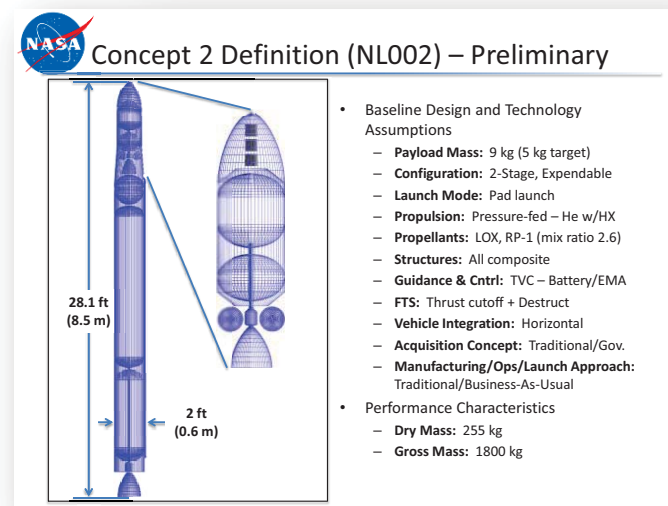 NASA
Concept 2 Definition (NL002) – Preliminary
28.1 ft
(8.5 m)
2 ft
(0.6 m)
• Baseline Design and Technology
Assumptions
– Payload Mass: 9 kg (5 kg target)
– Configuration: 2-Stage, Expendable
– Launch Mode: Pad launch
– Propulsion: Pressure-fed – He w/HX
– Propellants: LOX, RP-1 (mix ratio 2.6)
– Structures: All composite
– Guidance & Cntrl: TVC – Battery/EMA
– FTS: Thrust cutoff + Destruct
– Vehicle Integration: Horizontal
– Acquisition Concept: Traditional/Gov.
– Manufacturing/Ops/Launch Approach:
Traditional/Business-As-Usual
• Performance Characteristics
– Dry Mass: 255 kg
– Gross Mass: 1800 kg